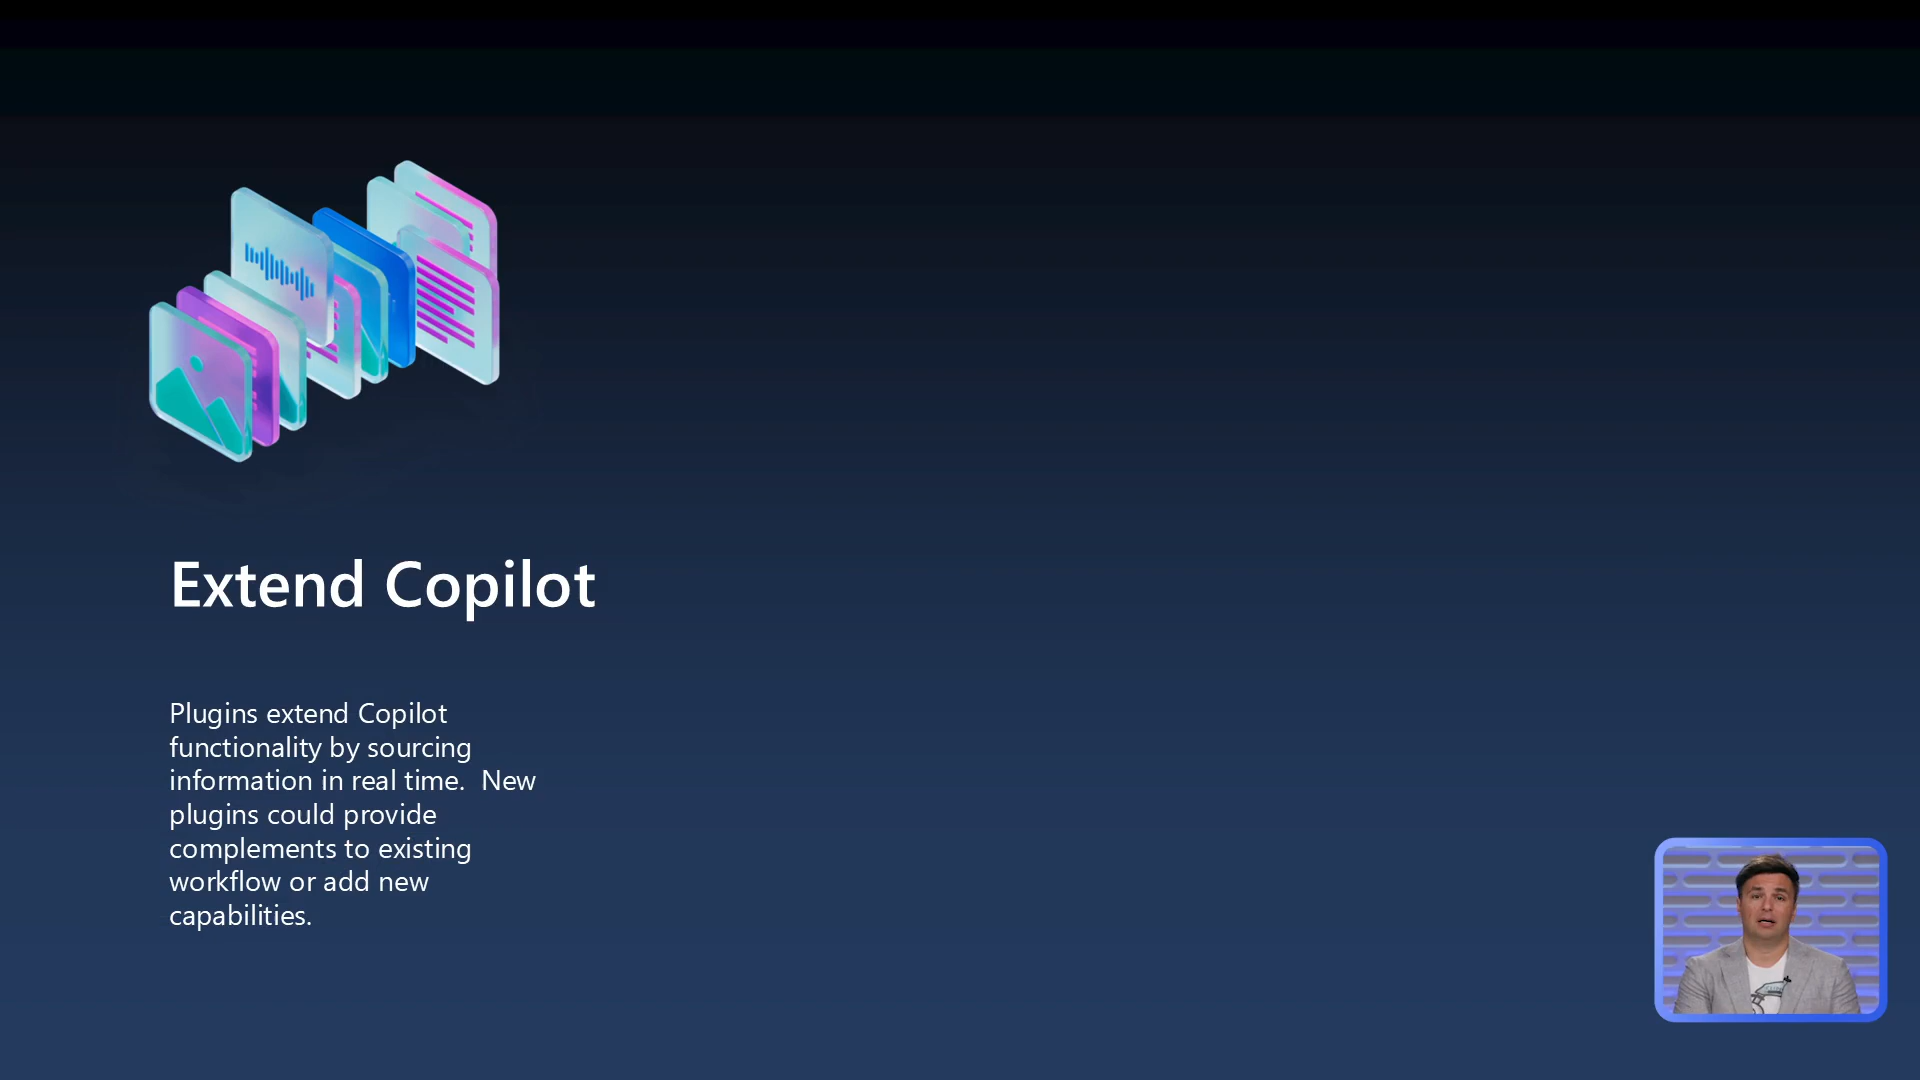 Extend Copilot
Plugins extend Copilot
functionality by sourcing
information in real time.  New
plugins could provide
complements to existing
workflow or add new
capabilities.